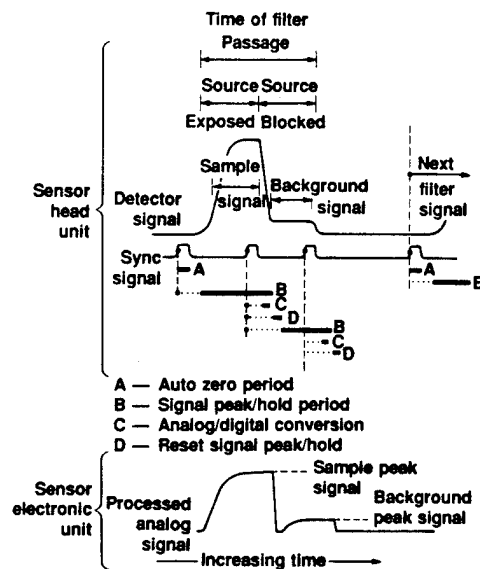 Time of filter
Passage
Source Source
Exposed Blocked
Sample
signal
Background
signal
Next
filter
signal
Sensor
head
unit
Detector
signal
Sync
signal
A
A
B
B
C
D
B
C
D
A — Auto zero period
B — Signal peak/hold period
C — Analog/digital conversion
D — Reset signal peak/hold
Sensor
electronic
unit
Processed
analog
signal
Sample peak
signal
Background
peak signal
Increasing time